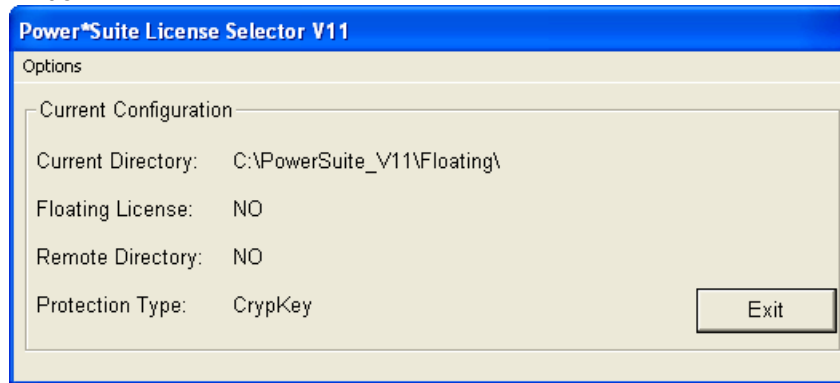 Power*Suite License Selector V11
Options
Current Configuration
Current Directory: C:\PowerSuite_V11\Floating\
Floating License: NO
Remote Directory: NO
Protection Type: CrypKey
Exit